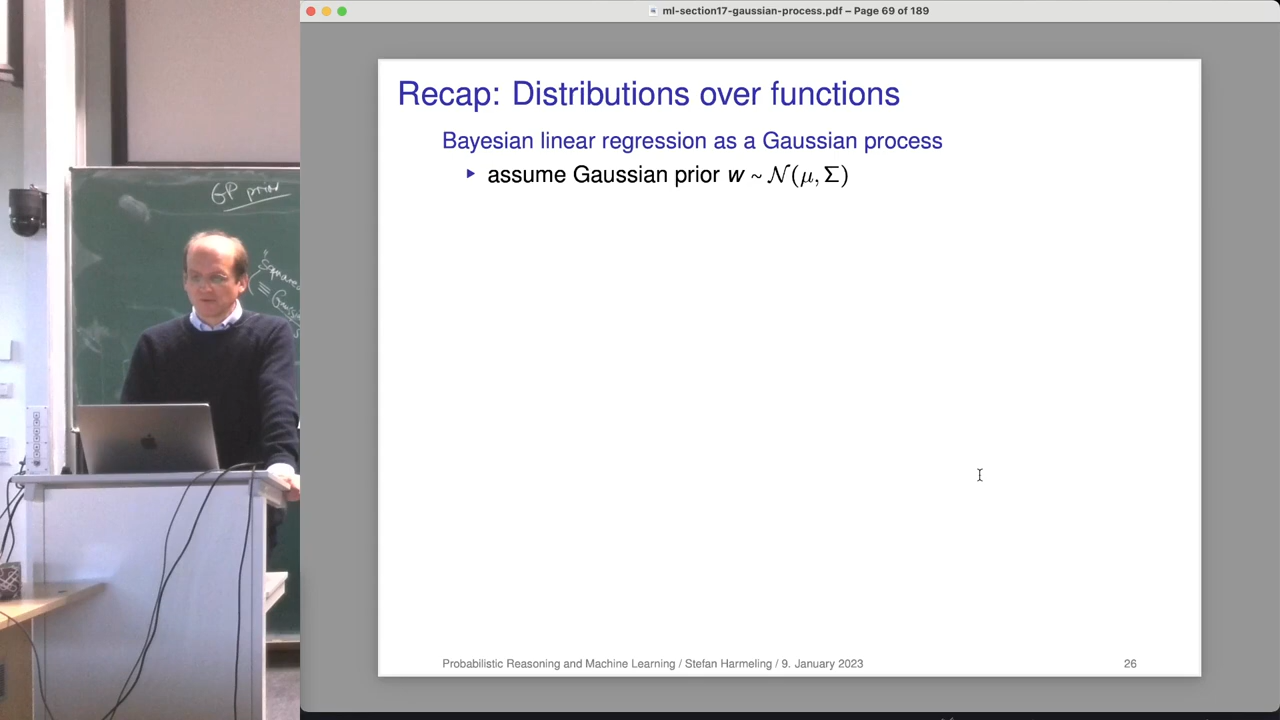 ml-section17-gaussian-process.pdf – Page 69 of 189
Recap: Distributions over functions
Bayesian linear regression as a Gaussian process
▸ assume Gaussian prior w ~ 𝒩(μ, Σ)
Probabilistic Reasoning and Machine Learning / Stefan Harmeling / 9. January 2023
26
GP prior